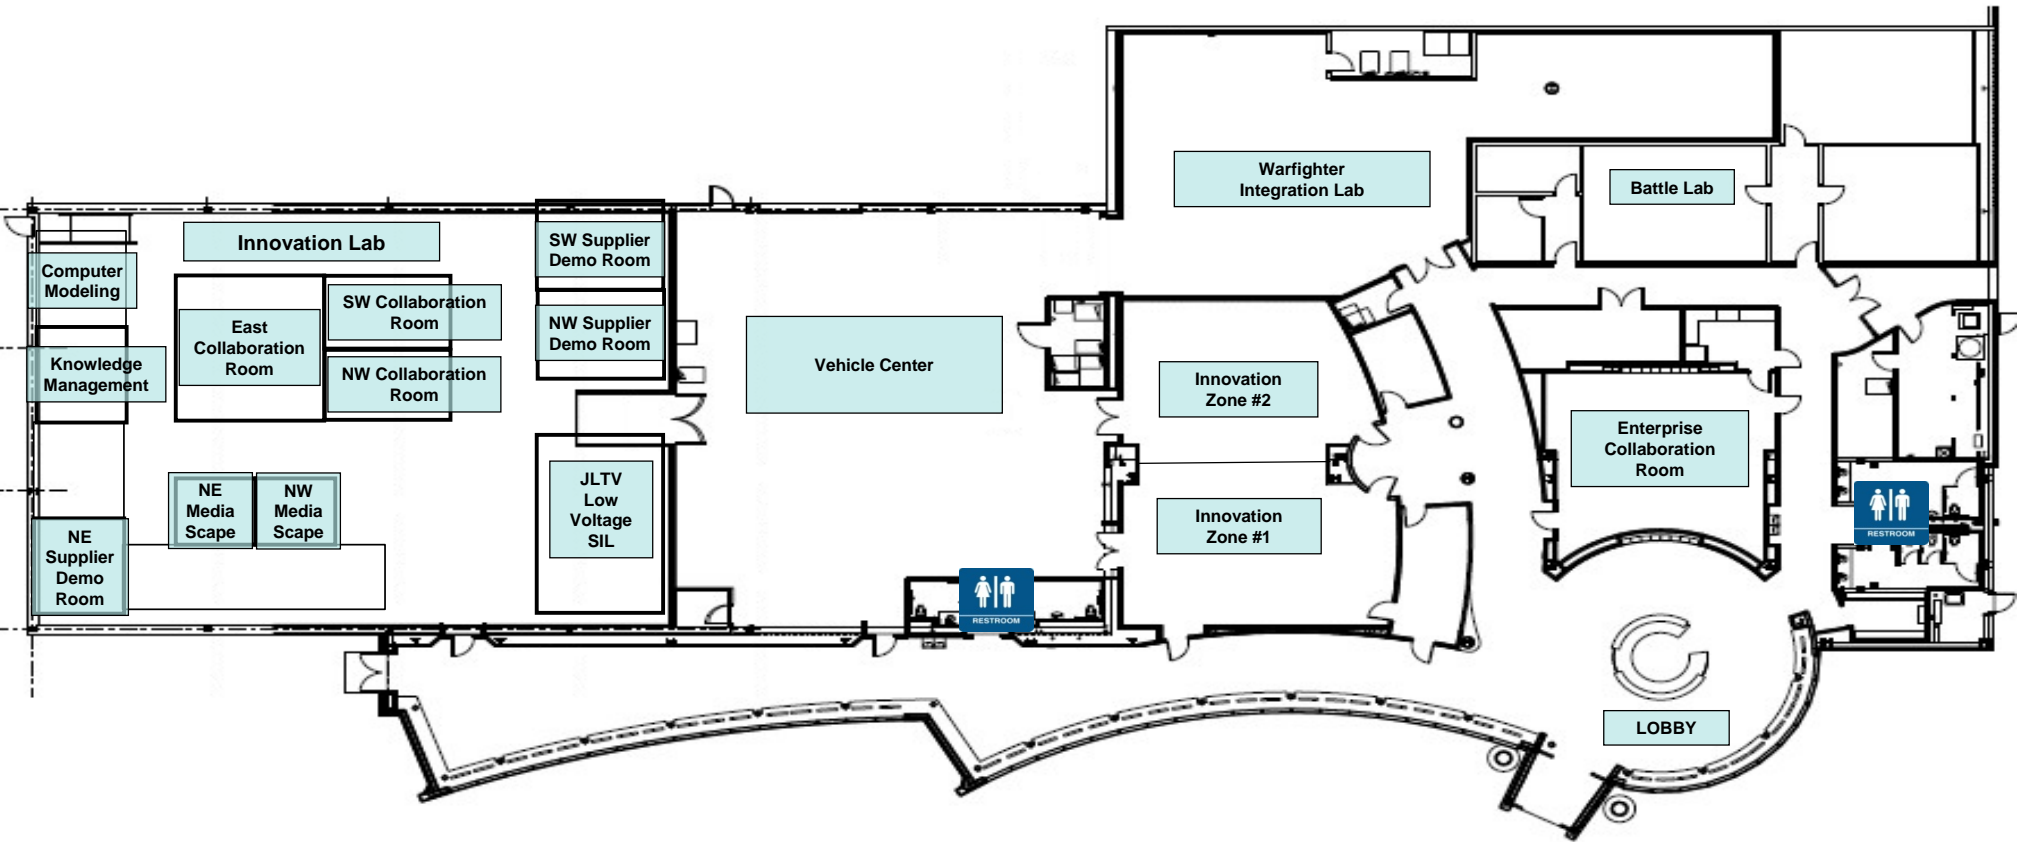 Warfighter
Integration Lab
Battle Lab
Innovation Lab
SW Supplier
Demo Room
Computer
Modeling
SW Collaboration
Room
East
Collaboration
Room
NW Supplier
Demo Room
Knowledge
Management
NW Collaboration
Room
Vehicle Center
Innovation
Zone #2
Enterprise
Collaboration
Room
NE
Media
Scape
NW
Media
Scape
JLTV
Low
Voltage
SIL
Innovation
Zone #1
RESTROOM
NE
Supplier
Demo
Room
RESTROOM
LOBBY